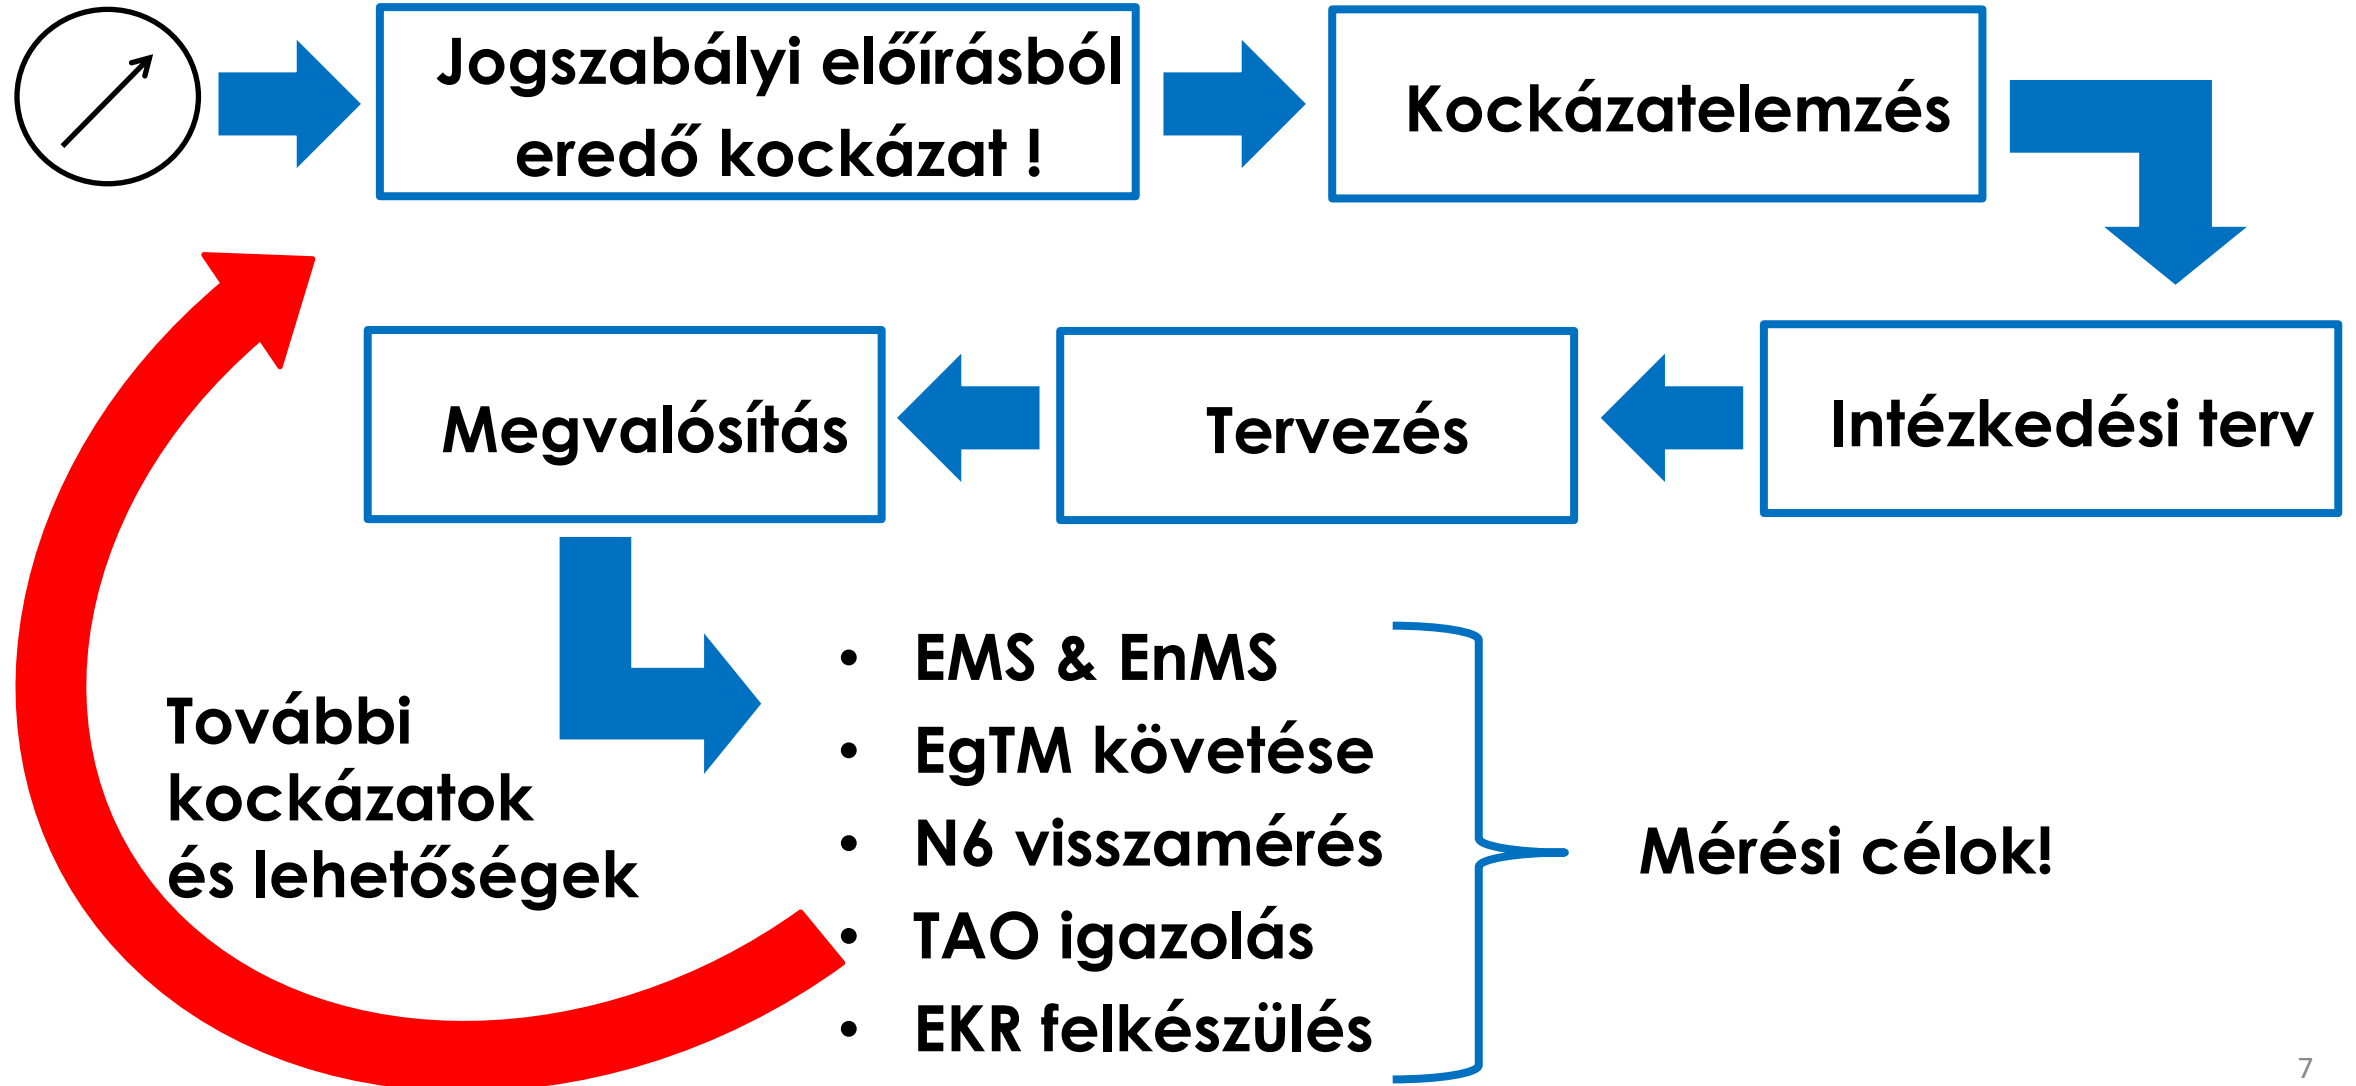 Jogszabályi előírásból
eredő kockázat !
Kockázatelemzés
Intézkedési terv
Tervezés
Megvalósítás
• EMS & EnMS
• EgTM követése
• N6 visszamérés
• TAO igazolás
• EKR felkészülés
Mérési célok!
További
kockázatok
és lehetőségek
7